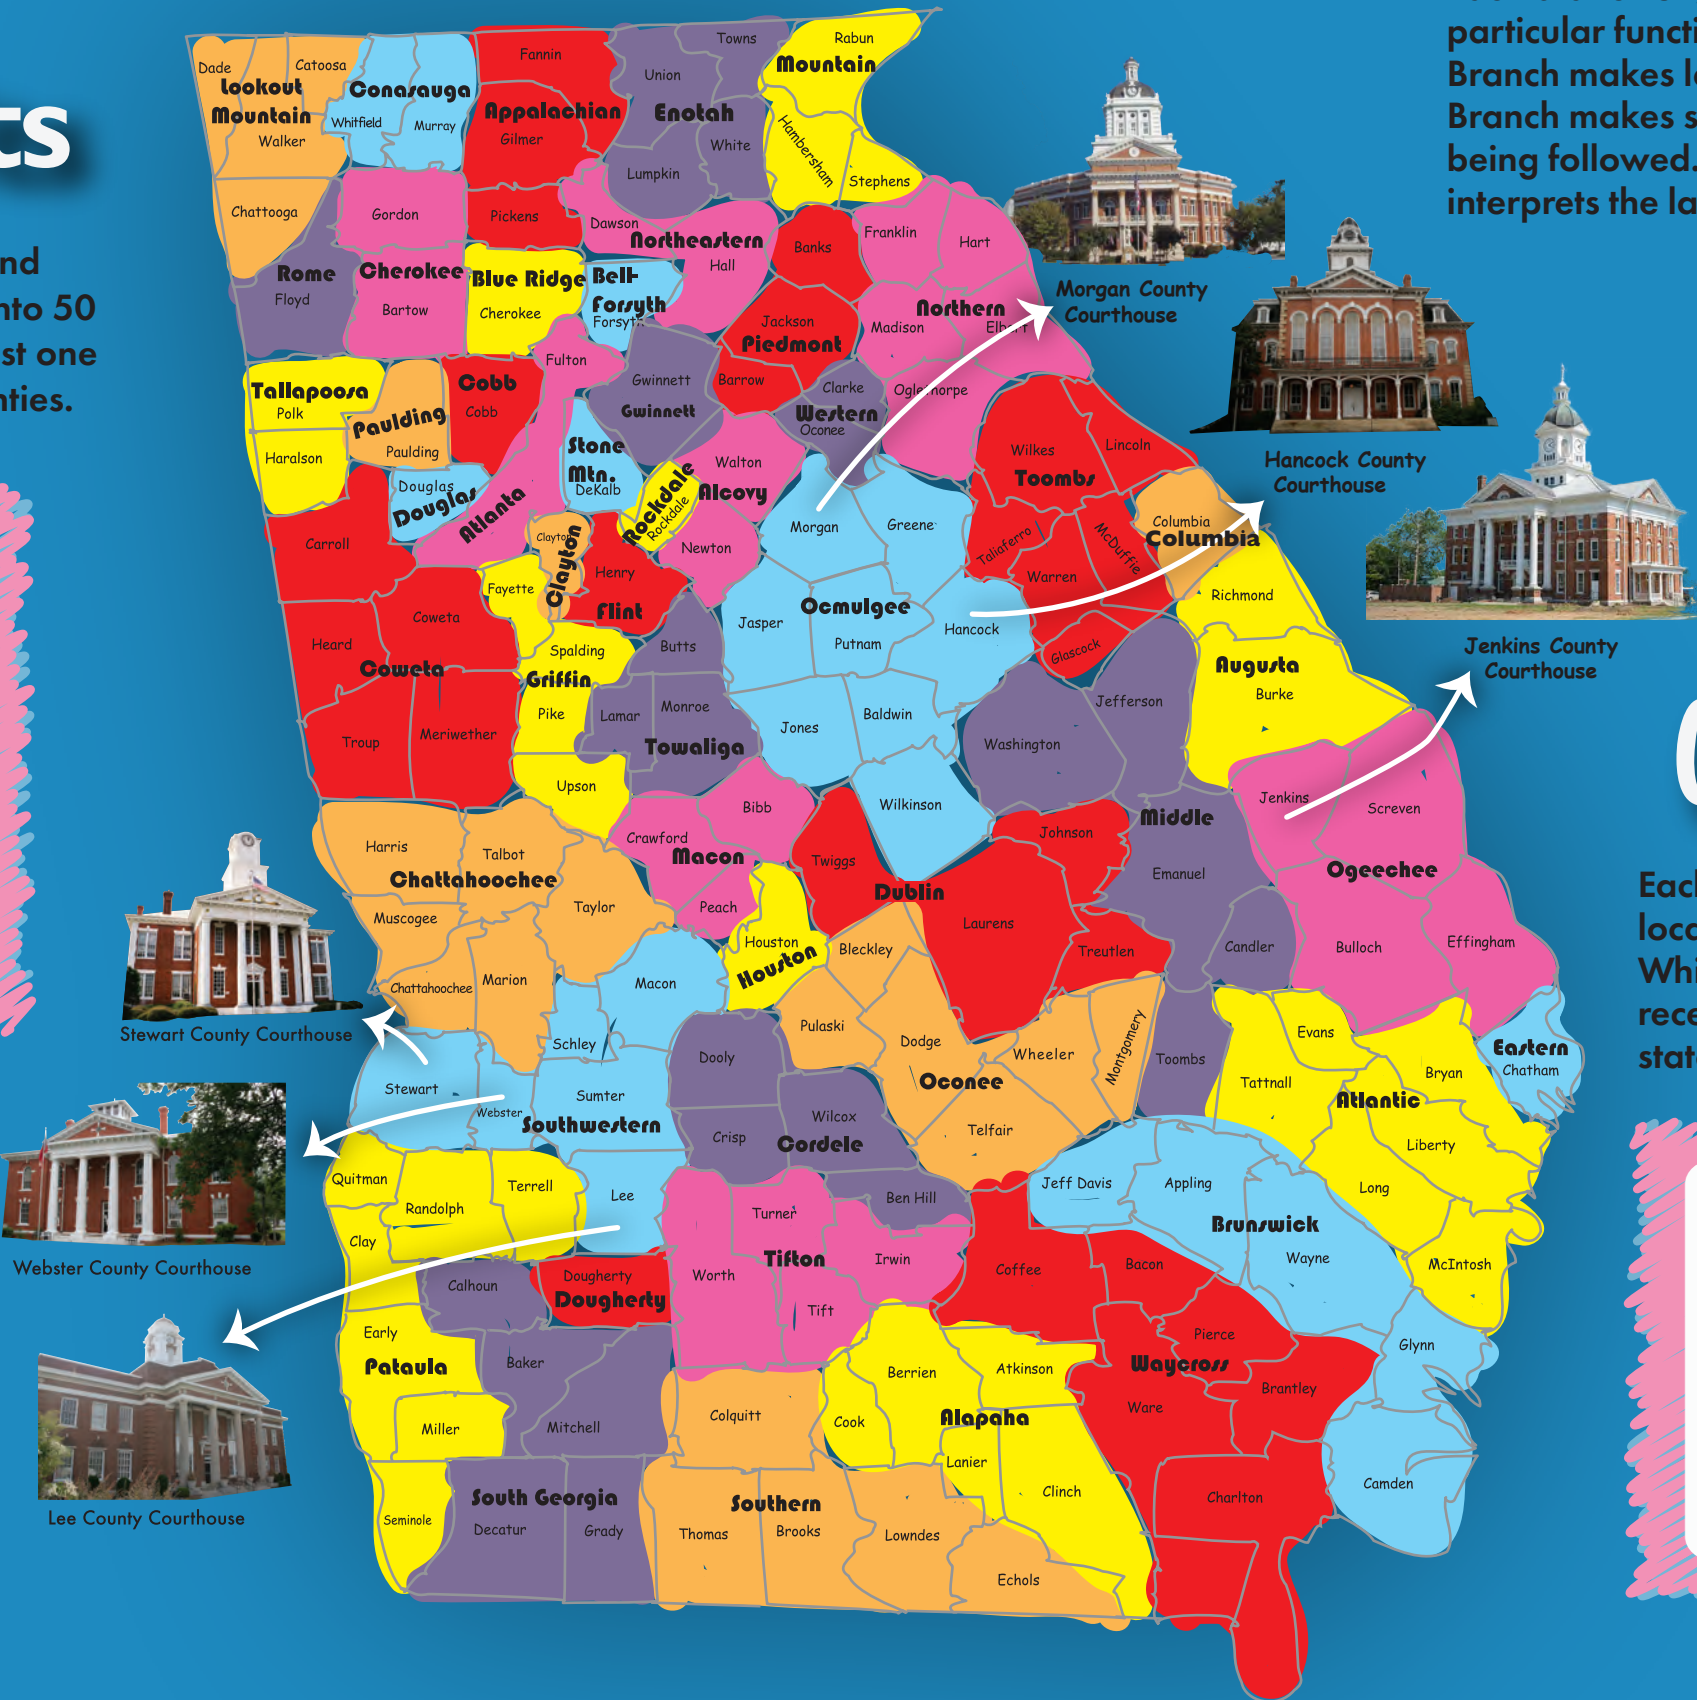 ts
nd
nto 50
st one
nties.
particular functi
Branch makes l
Branch makes s
being followed.
interprets the la
Dade
Catoosa
Lookout
Mountain
Walker
Chattooga
Conasauga
Whitfield
Murray
Fannin
Appalachian
Gilmer
Pickens
Towns
Union
Enotah
White
Lumpkin
Rabun
Mountain
Hambersham
Stephens
Gordon
Cherokee
Bartow
Rome
Floyd
Blue Ridge
Cherokee
Bell-
Forsyth
Forsyth
Dawson
Northeastern
Hall
Banks
Jackson
Piedmont
Barrow
Franklin
Hart
Northern
Madison
Elbert
Oglethorpe
Morgan County
Courthouse
Hancock County
Courthouse
Jenkins County
Courthouse
Tallapoosa
Polk
Haralson
Paulding
Paulding
Cobb
Cobb
Fulton
Atlanta
Gwinnett
Gwinnett
Clarke
Western
Oconee
Douglas
Douglas
Stone
Mtn.
DeKalb
Rockdale
Rockdale
Walton
Alcovy
Newton
Wilkes
Lincoln
Toombs
Taliaferro
McDuffie
Warren
Glascock
Columbia
Columbia
Carroll
Heard
Coweta
Coweta
Troup
Meriwether
Clayton
Clayton
Fayette
Henry
Flint
Spalding
Griffin
Pike
Upson
Butts
Lamar
Monroe
Towaliga
Morgan
Greene
Ocmulgee
Jasper
Putnam
Hancock
Jones
Baldwin
Wilkinson
Richmond
Augusta
Burke
Jefferson
Washington
Middle
Emanuel
Candler
Toombs
Jenkins
Screven
Ogeechee
Bulloch
Effingham
Harris
Talbot
Chattahoochee
Muscogee
Taylor
Chattahoochee
Marion
Bibb
Crawford
Macon
Peach
Houston
Houston
Twiggs
Dublin
Johnson
Laurens
Treutlen
Eac
loca
Whi
rece
stat
Stewart County Courthouse
Macon
Schley
Stewart
Webster
Sumter
Southwestern
Lee
Dooly
Wilcox
Crisp
Cordele
Ben Hill
Bleckley
Pulaski
Dodge
Wheeler
Montgomery
Oconee
Telfair
Evans
Tattnall
Bryan
Atlantic
Liberty
Long
McIntosh
Eastern
Chatham
Webster County Courthouse
Quitman
Randolph
Terrell
Clay
Early
Pataula
Miller
Seminole
Calhoun
Dougherty
Dougherty
Baker
Mitchell
South Georgia
Decatur
Grady
Turner
Tifton
Worth
Irwin
Tift
Jeff Davis
Appling
Brunswick
Wayne
Glynn
Camden
Coffee
Bacon
Pierce
Waycross
Brantley
Ware
Charlton
Berrien
Atkinson
Cook
Alapaha
Lanier
Clinch
Colquitt
Southern
Thomas
Brooks
Lowndes
Echols
Lee County Courthouse